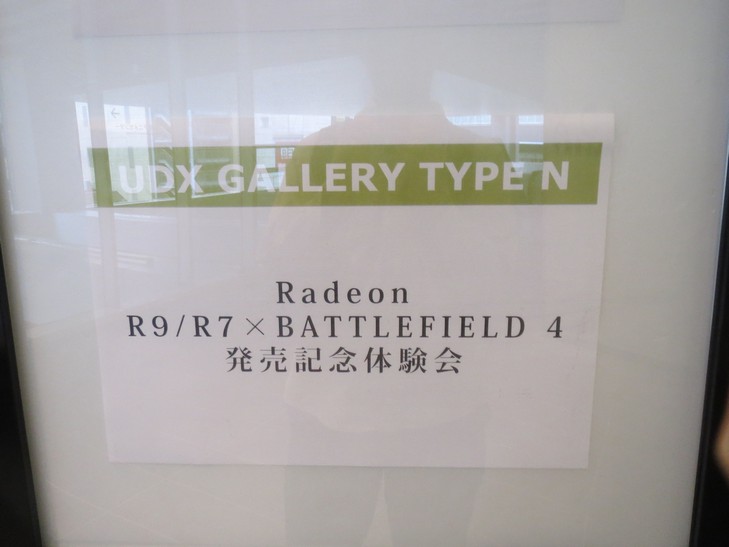 UDX GALLERY TYPE N
Radeon
R9/R7×BATTLEFIELD 4
発売記念体験会